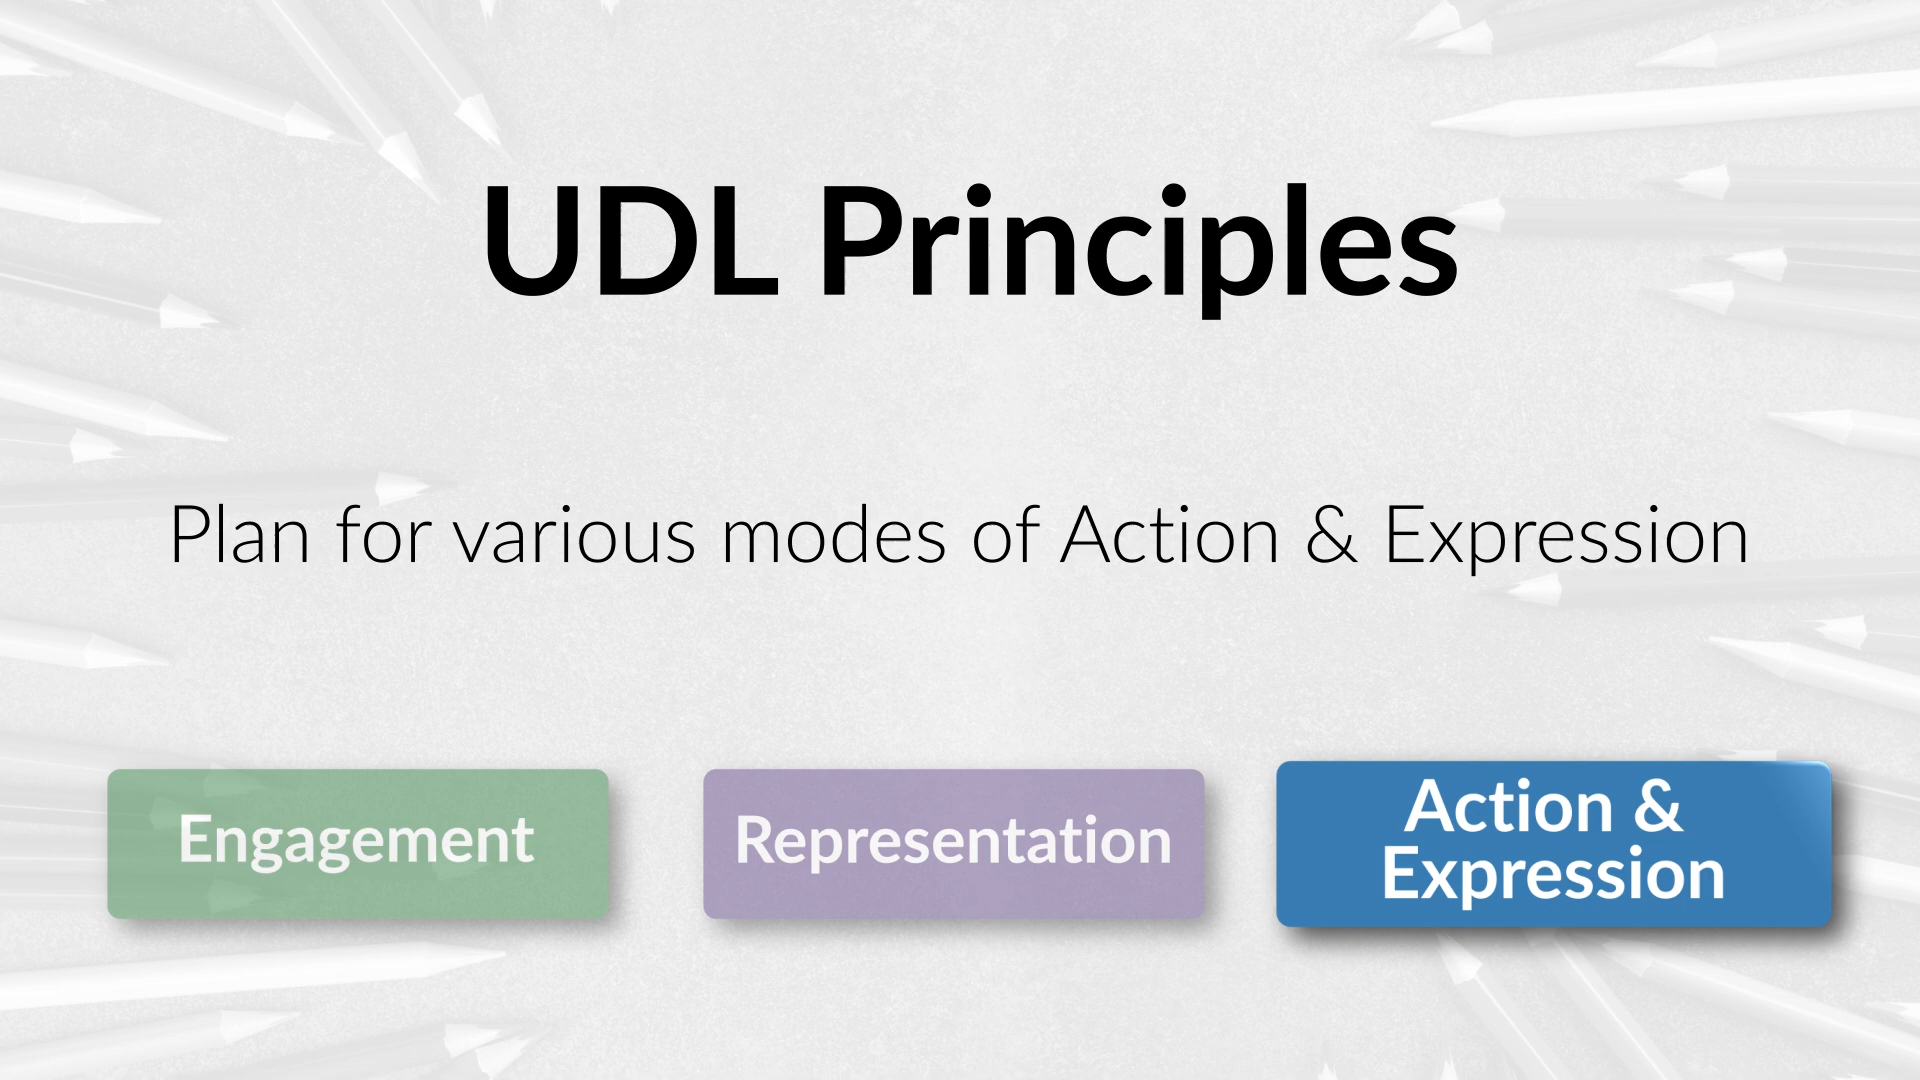 UDL Principles
Plan for various modes of Action & Expression
Engagement
Representation
Action &
Expression